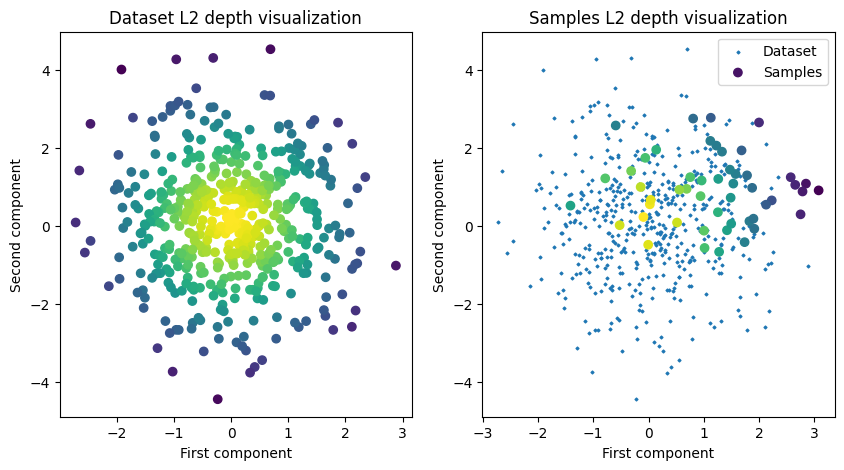 Dataset L2 depth visualization
Second component
4
2
0
−2
−4
−2
−1
0
1
2
3
First component
Samples L2 depth visualization
Dataset
Samples
Second component
4
2
0
−2
−4
−3
−2
−1
0
1
2
3
First component